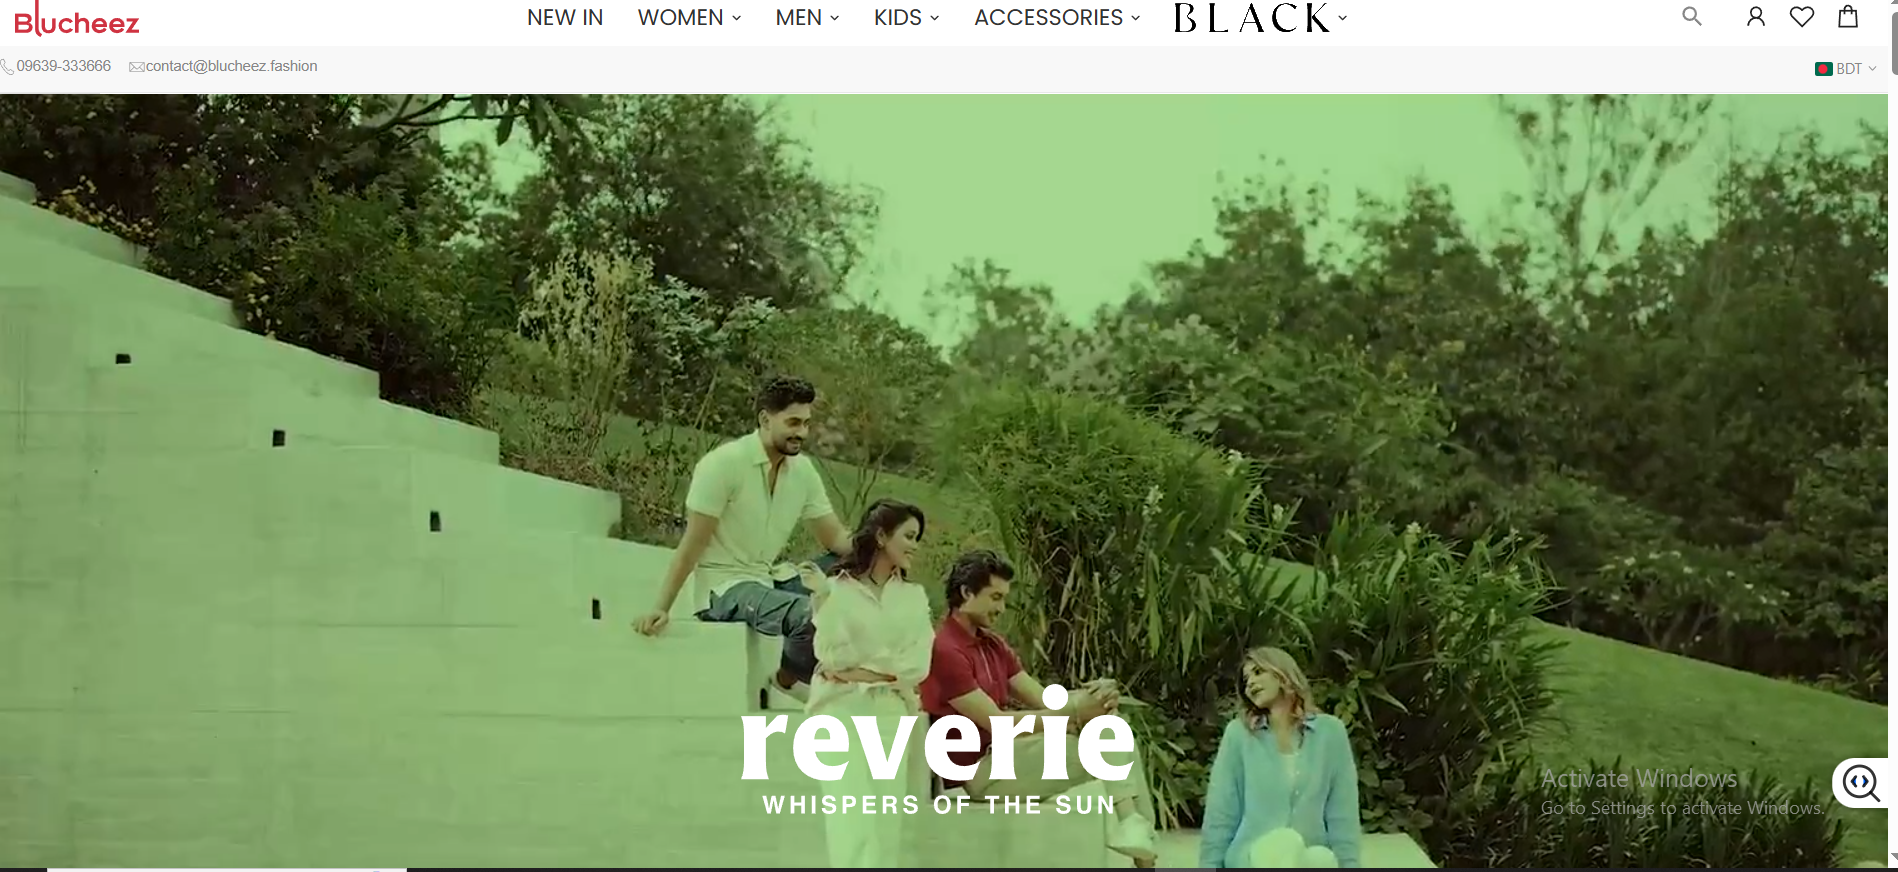 Blucheez
NEW IN WOMEN MEN KIDS ACCESSORIES BLACK
09639-333666 contact@blucheez.fashion
BDT
reverie
WHISPERS OF THE SUN
Activate Windows
Go to Settings to activate Windows.